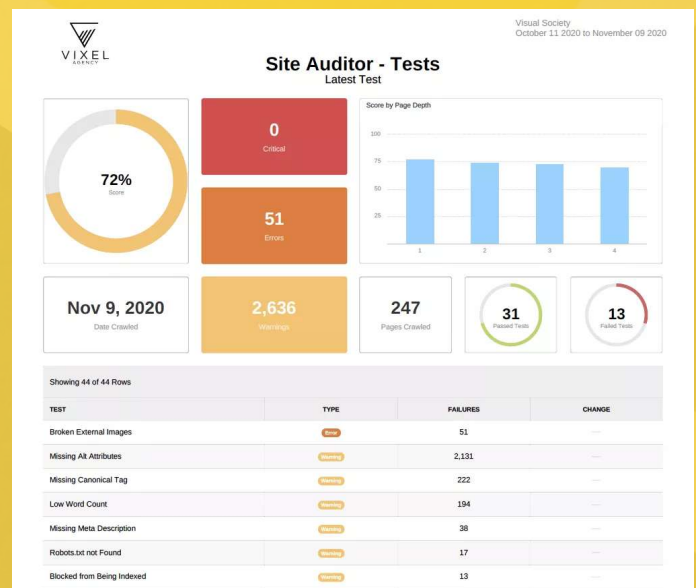 VIXEL
AGENCY
Visual Society
October 11 2020 to November 09 2020
Site Auditor - Tests
Latest Test
72%
Score
0
Critical
51
Errors
Score by Page Depth
100
75
50
25
1 2 3 4
Nov 9, 2020
Date Crawled
2,636
Warnings
247
Pages Crawled
31
Passed Tests
13
Failed Tests
Showing 44 of 44 Rows
TEST TYPE FAILURES CHANGE
Broken External Images Error 51 —
Missing Alt Attributes Warning 2,131 —
Missing Canonical Tag Warning 222 —
Low Word Count Warning 194 —
Missing Meta Description Warning 38 —
Robots.txt not Found Warning 17 —
Blocked from Being Indexed Warning 13 —